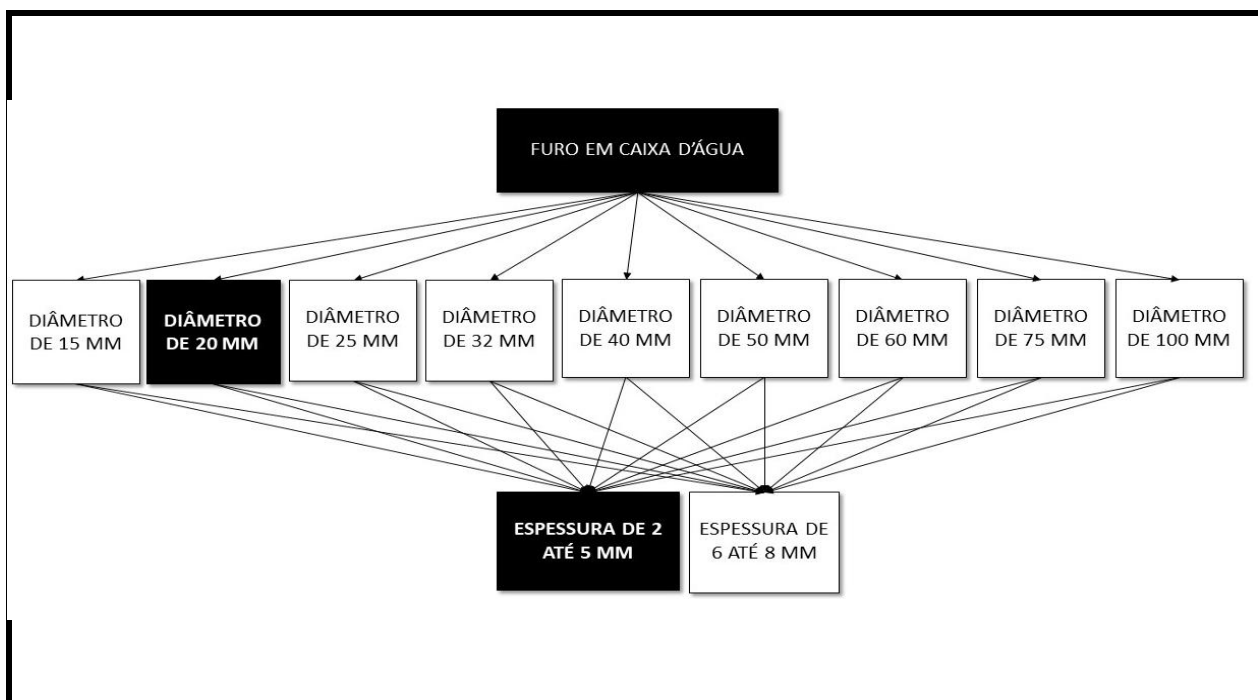 FURO EM CAIXA D'ÁGUA
DIÂMETRO
DE 15 MM
DIÂMETRO
DE 20 MM
DIÂMETRO
DE 25 MM
DIÂMETRO
DE 32 MM
DIÂMETRO
DE 40 MM
DIÂMETRO
DE 50 MM
DIÂMETRO
DE 60 MM
DIÂMETRO
DE 75 MM
DIÂMETRO
DE 100 MM
ESPESSURA DE 2
ATÉ 5 MM
ESPESSURA DE
6 ATÉ 8 MM